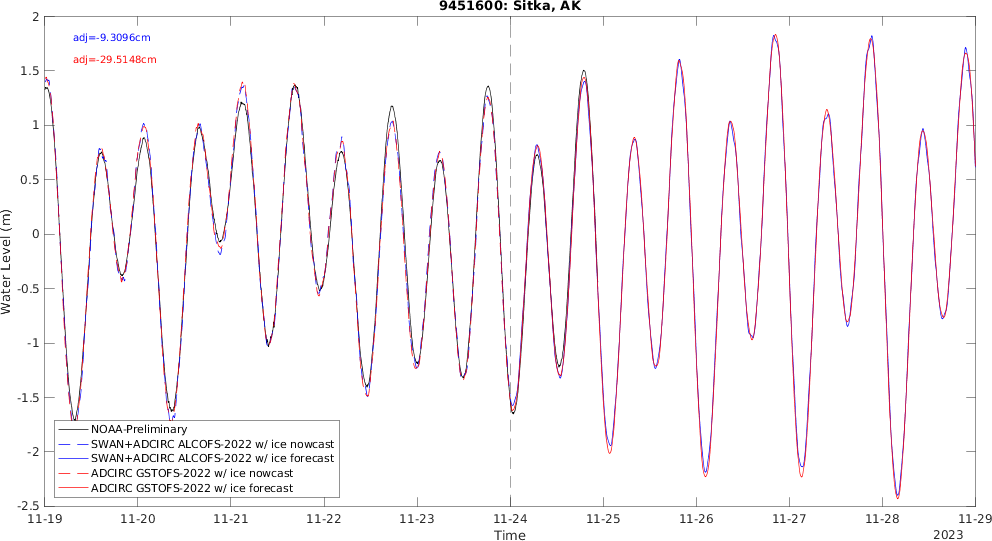 9451600: Sitka, AK
adj=-9.3096cm
adj=-29.5148cm
Water Level (m)
2
1.5
1
0.5
0
-0.5
-1
-1.5
-2
-2.5
NOAA-Preliminary
SWAN+ADCIRC ALCOFS-2022 w/ ice nowcast
SWAN+ADCIRC ALCOFS-2022 w/ ice forecast
ADCIRC GSTOFS-2022 w/ ice nowcast
ADCIRC GSTOFS-2022 w/ ice forecast
11-19 11-20 11-21 11-22 11-23 11-24 11-25 11-26 11-27 11-28 11-29
Time
2023